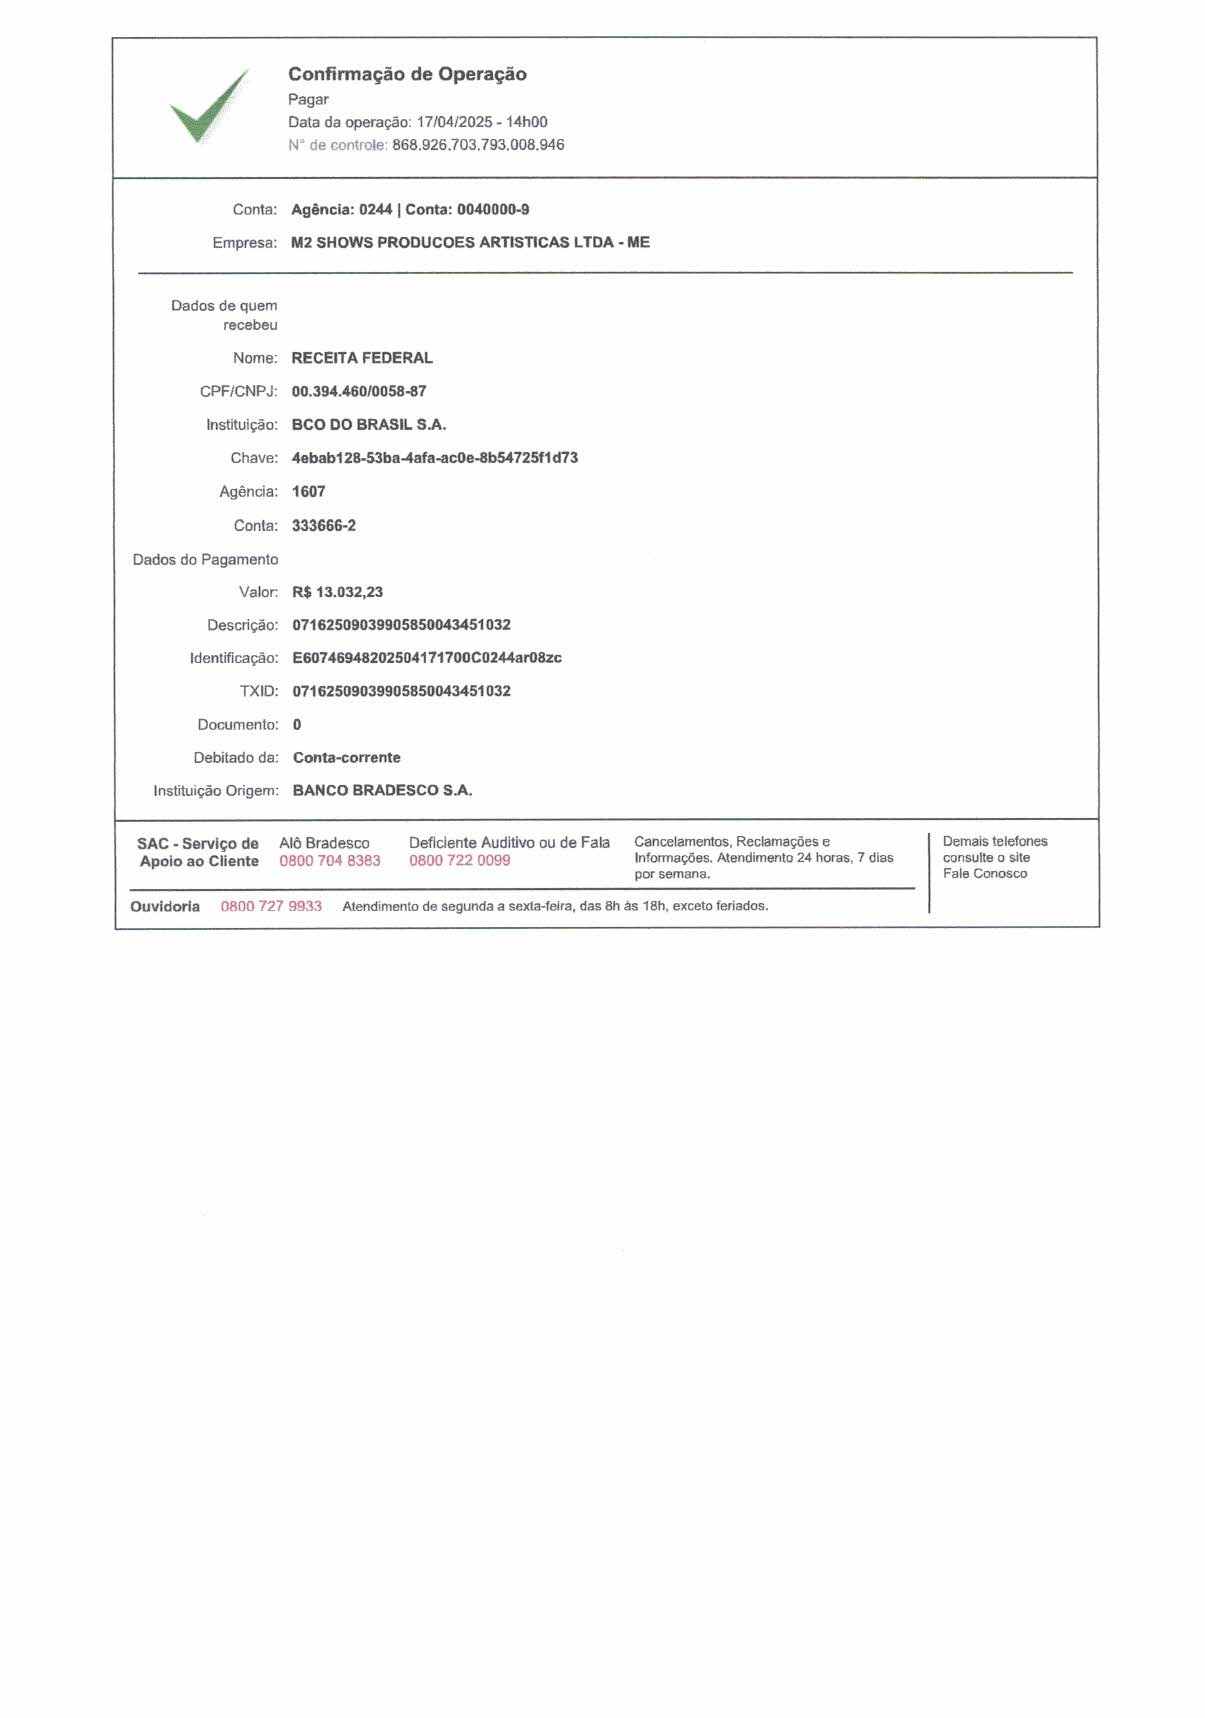 Confirmação de Operação
Pagar
Data da operação: 17/04/2025 - 14h00
N° de controle: 868.926.703.793.008.946
Conta: Agência: 0244 | Conta: 0040000-9
Empresa: M2 SHOWS PRODUCOES ARTISTICAS LTDA - ME
Dados de quem
recebeu
Nome: RECEITA FEDERAL
CPF/CNPJ: 00.394.460/0058-87
Instituição: BCO DO BRASIL S.A.
Chave: 4ebab128-53ba-4afa-ac0e-8b54725f1d73
Agência: 1607
Conta: 333666-2
Dados do Pagamento
Valor: R$ 13.032,23
Descrição: 07162509039905850043451032
Identificação: E60746948202504171700C0244ar08zc
TXID: 07162509039905850043451032
Documento: 0
Debitado da: Conta-corrente
Instituição Origem: BANCO BRADESCO S.A.
SAC - Serviço de
Apoio ao Cliente
Alô Bradesco
0800 704 8383
Deficiente Auditivo ou de Fala
0800 722 0099
Cancelamentos, Reclamações e
Informações. Atendimento 24 horas, 7 dias
por semana.
Demais telefones
consulte o site
Fale Conosco
Ouvidoria 0800 727 9933 Atendimento de segunda a sexta-feira, das 8h às 18h, exceto feriados.